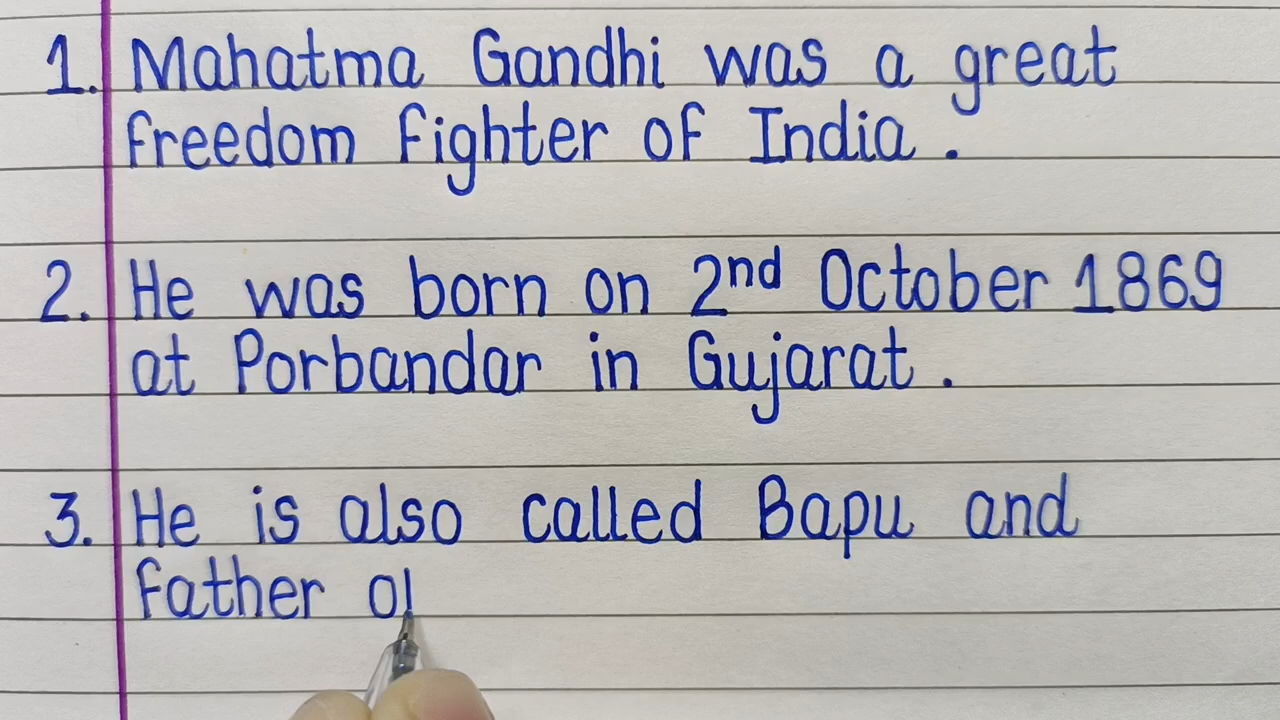 1. Mahatma Gandhi was a great
freedom fighter of India.
2. He was born on 2nd October 1869
at Porbandar in Gujarat.
3. He is also called Bapu and
father